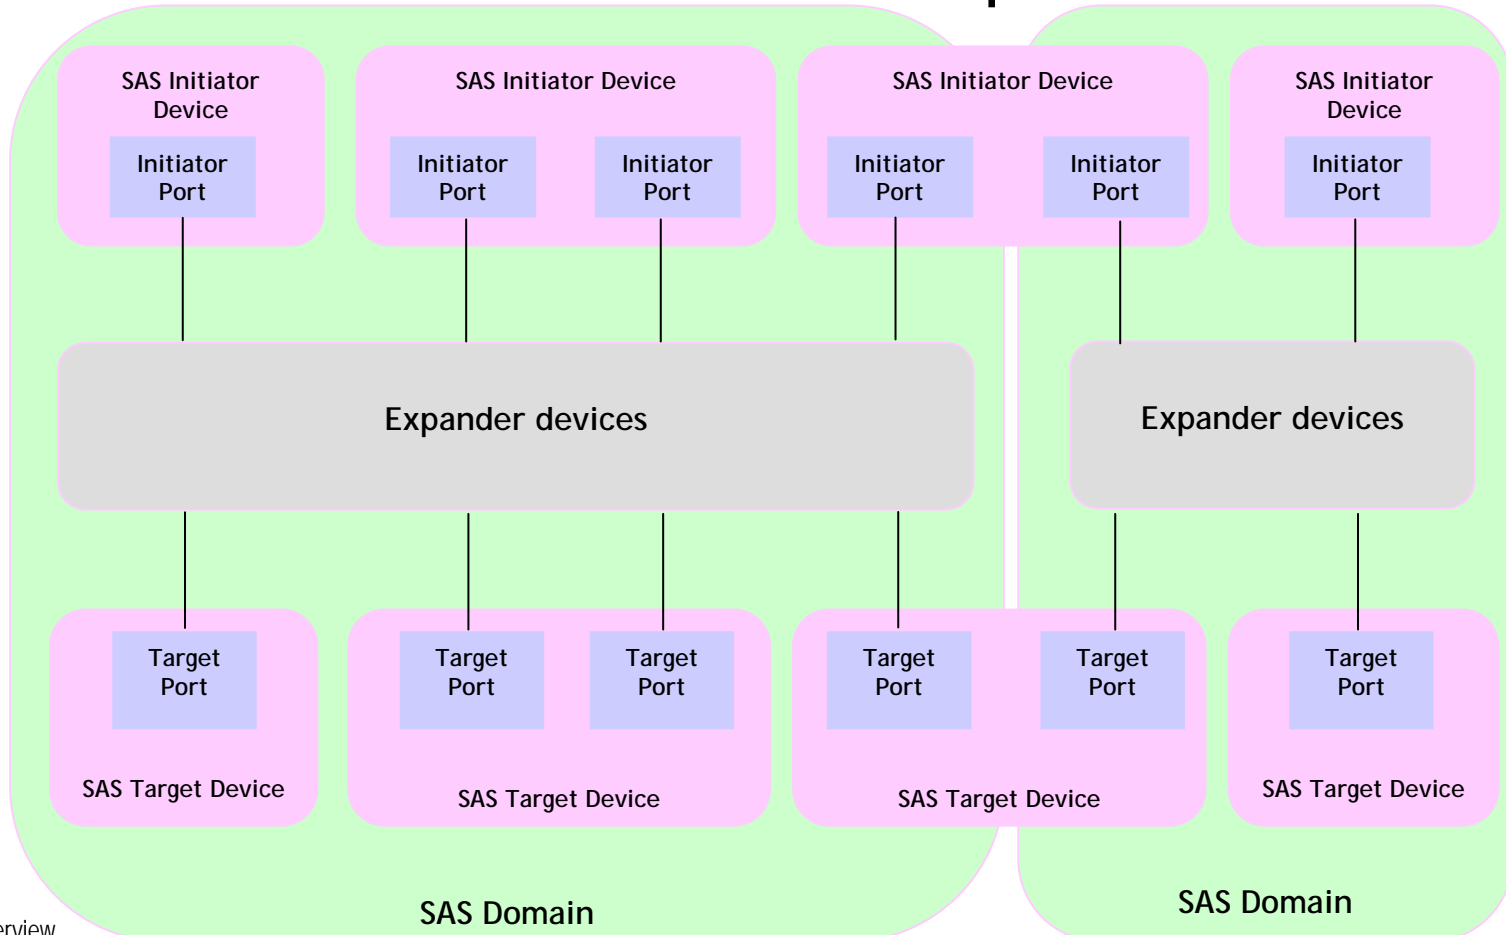 SAS Initiator
Device
SAS Initiator Device
SAS Initiator Device
SAS Initiator
Device
Initiator
Port
Initiator
Port
Initiator
Port
Initiator
Port
Initiator
Port
Initiator
Port
Expander devices
Expander devices
Target
Port
Target
Port
Target
Port
Target
Port
Target
Port
Target
Port
SAS Target Device
SAS Target Device
SAS Target Device
SAS Target Device
SAS Domain
SAS Domain